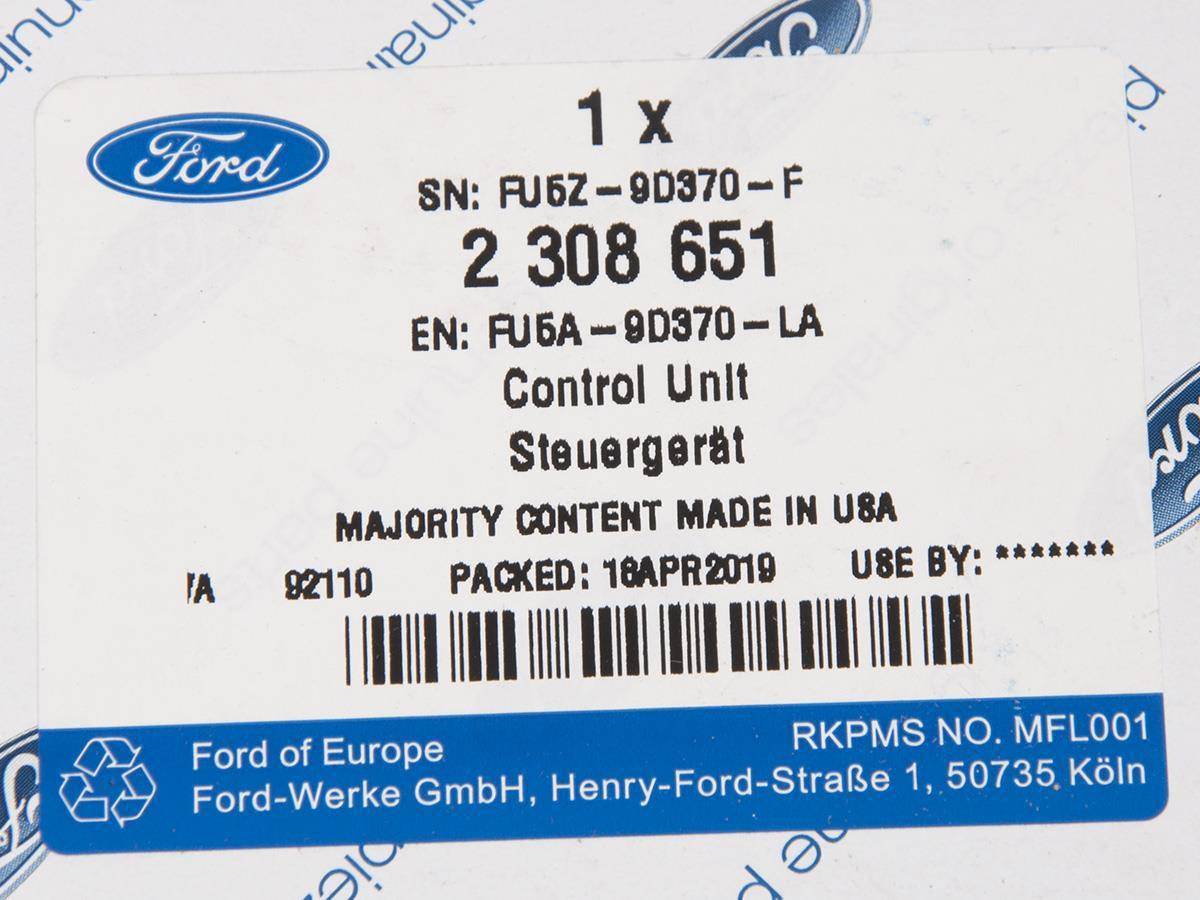 Ford
1 x
SN: FU5Z-9D370-F
2 308 651
EN: FU5A-9D370-LA
Control Unit
Steuergerät
MAJORITY CONTENT MADE IN USA
92110 PACKED: 16APR2019 USE BY: *******
RKPMS NO. MFL001
Ford of Europe
Ford-Werke GmbH, Henry-Ford-Straße 1, 50735 Köln